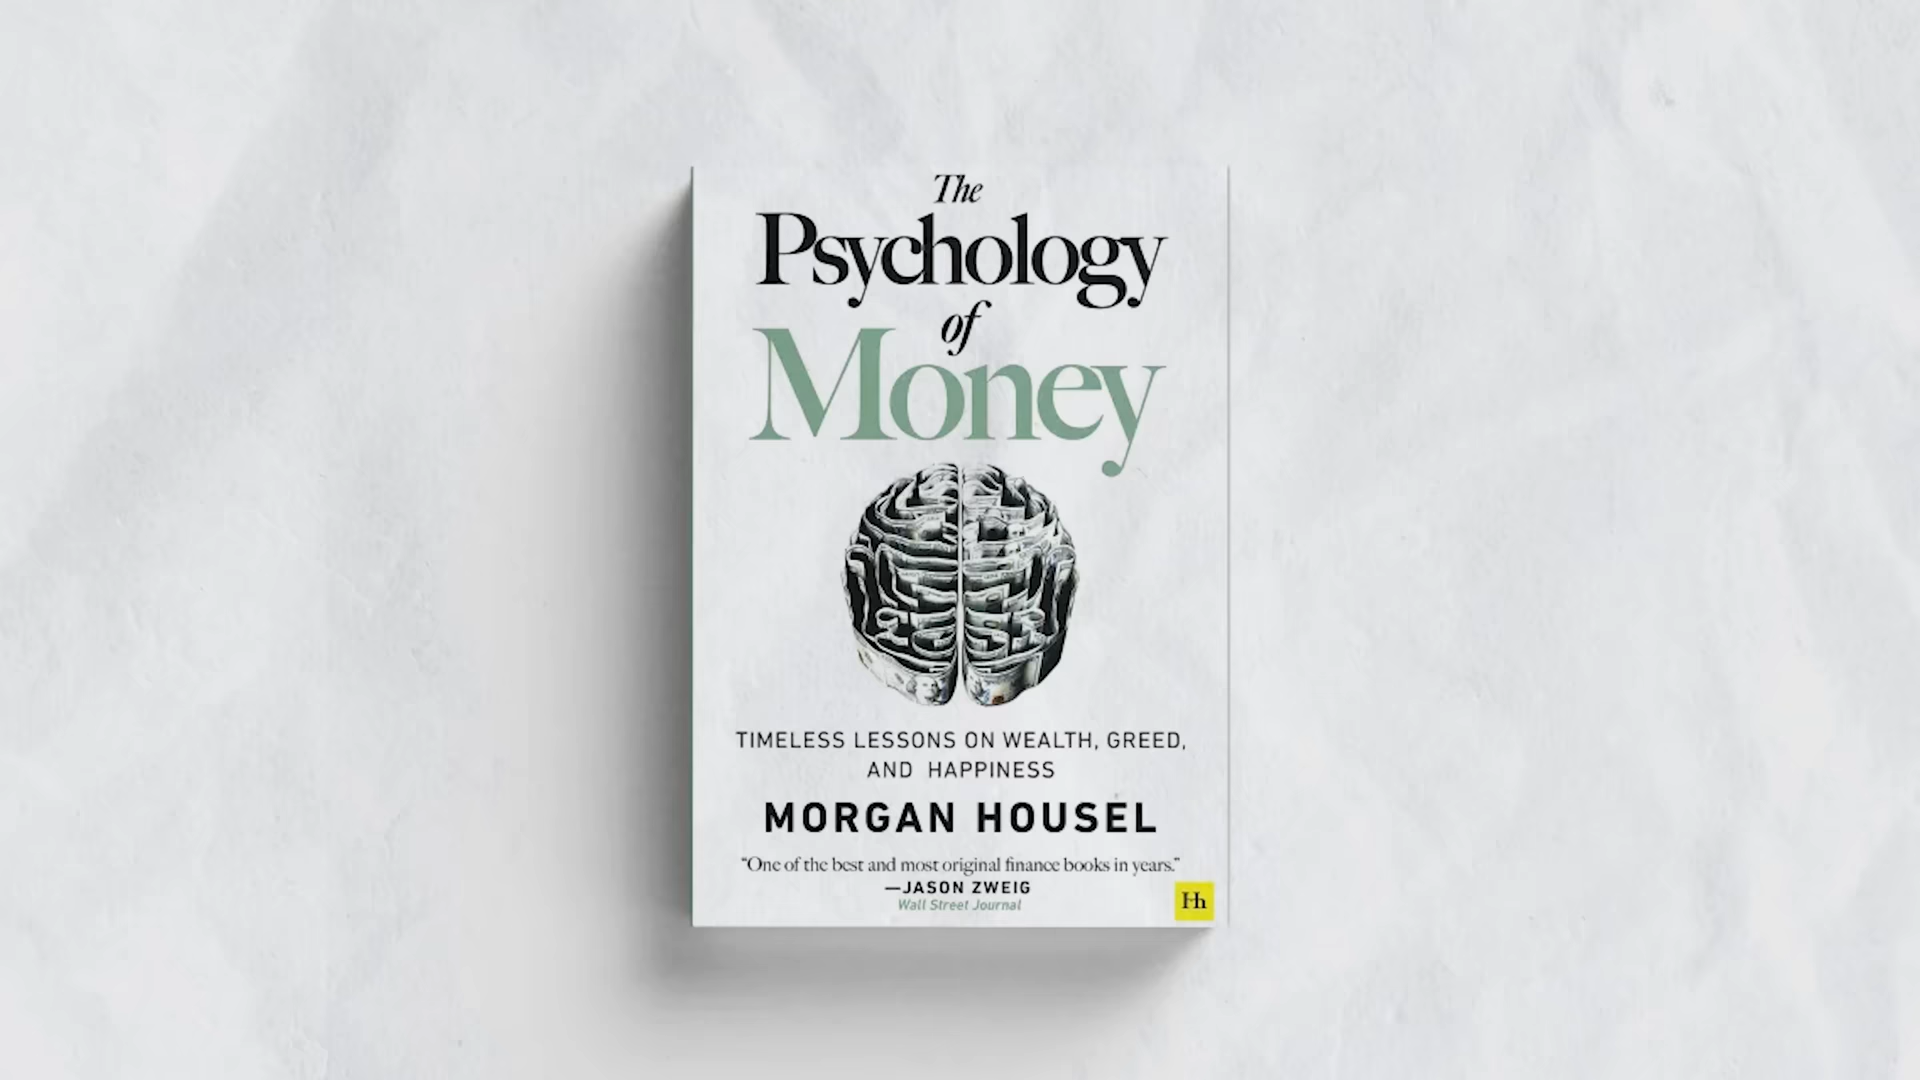 The
Psychology
of
Money
TIMELESS LESSONS ON WEALTH, GREED,
AND HAPPINESS
MORGAN HOUSEL
“One of the best and most original finance books in years.”
—JASON ZWEIG
Wall Street Journal
Hh